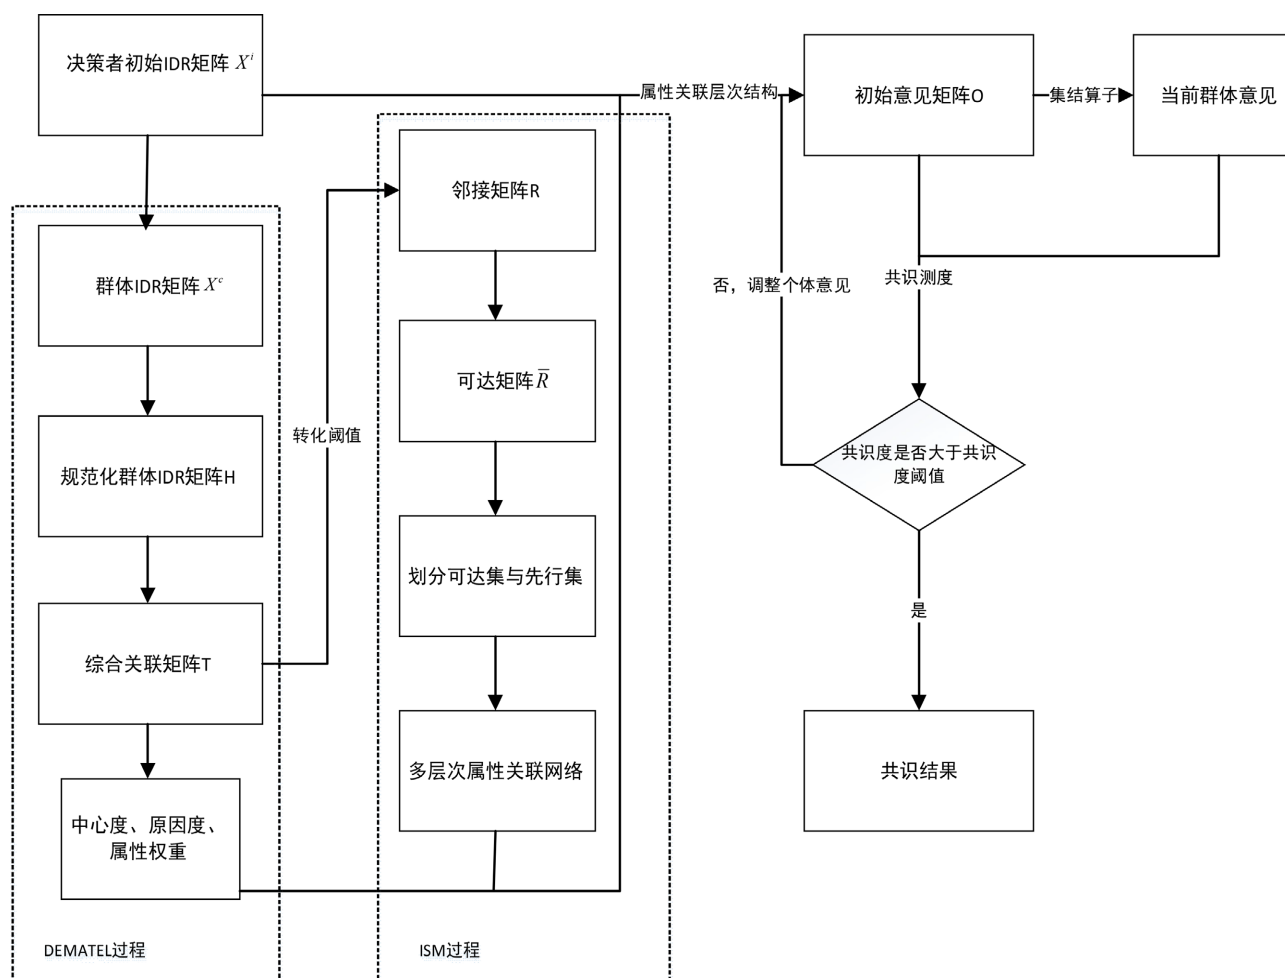 决策者初始IDR矩阵 Xⁱ
群体IDR矩阵 Xᶜ
规范化群体IDR矩阵H
综合关联矩阵T
中心度、原因度、
属性权重
DEMATEL过程
转化阈值
邻接矩阵R
可达矩阵 R̄
划分可达集与先行集
多层次属性关联网络
ISM过程
属性关联层次结构
初始意见矩阵O
集结算子
当前群体意见
否，调整个体意见
共识测度
共识度是否大于共识
度阈值
是
共识结果